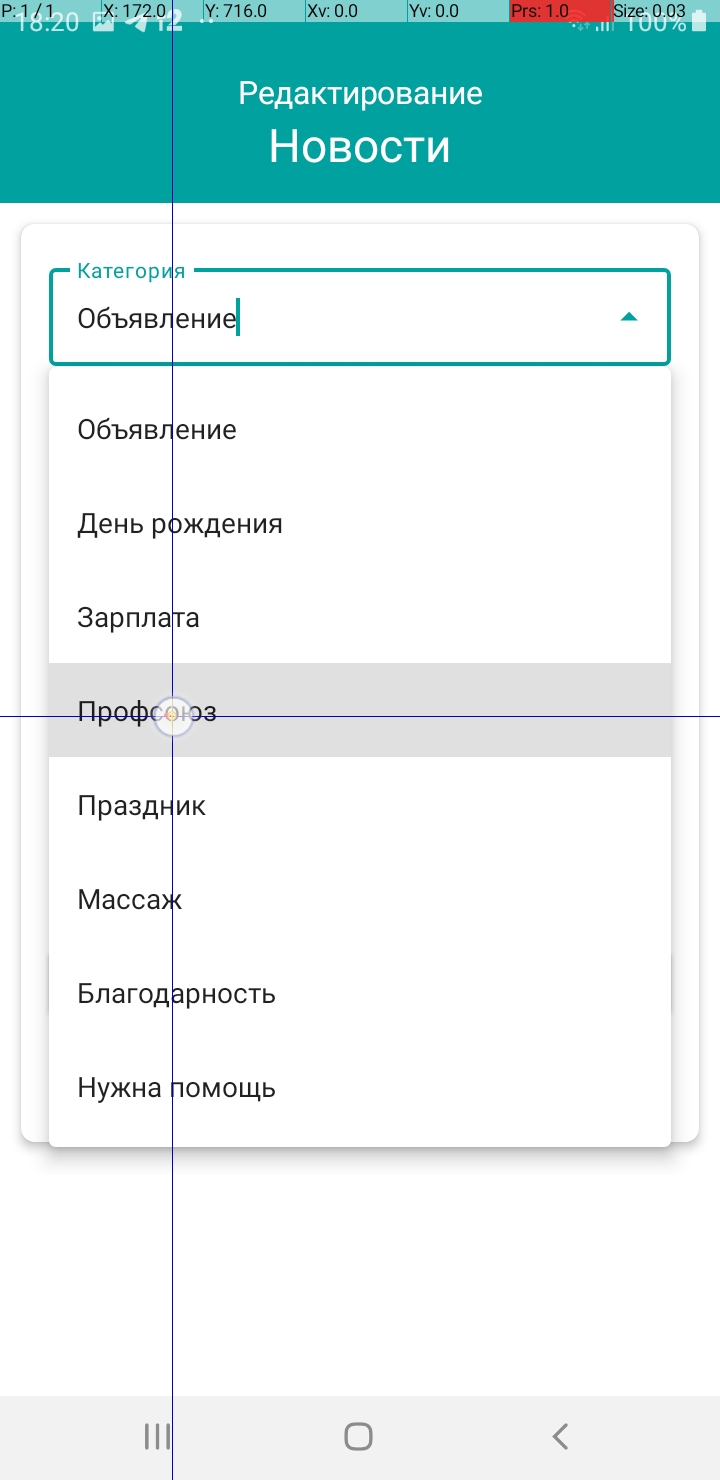 P: 1 / 1 X: 172.0 Y: 716.0 Xv: 0.0 Yv: 0.0 Prs: 1.0 Size: 0.03
18:20 100%
Редактирование
Новости
Категория
Объявление
Объявление
День рождения
Зарплата
Профсоюз
Праздник
Массаж
Благодарность
Нужна помощь